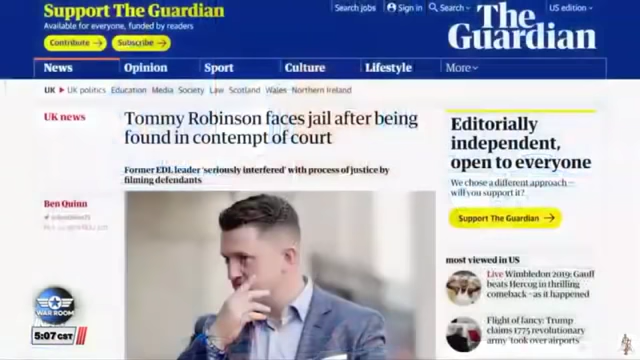 Support The Guardian
Available for everyone, funded by readers
Contribute →
Subscribe →
Search jobs
Sign in
Search
US edition
The
Guardian
News
Opinion
Sport
Culture
Lifestyle
More
UK
UK politics Education Media Society Law Scotland Wales Northern Ireland
UK news
Tommy Robinson faces jail after being
found in contempt of court
Former EDL leader 'seriously interfered' with process of justice by
filming defendants
Ben Quinn
Editorially
independent,
open to everyone
We chose a different approach –
will you support it?
Support The Guardian →
most viewed in US
Live Wimbledon 2019: Gauff
beats Hercog in thrilling
comeback – as it happened
Flight of fancy: Trump
claims 1775 revolutionary
army 'took over airports'
WAR ROOM
5:07 CST